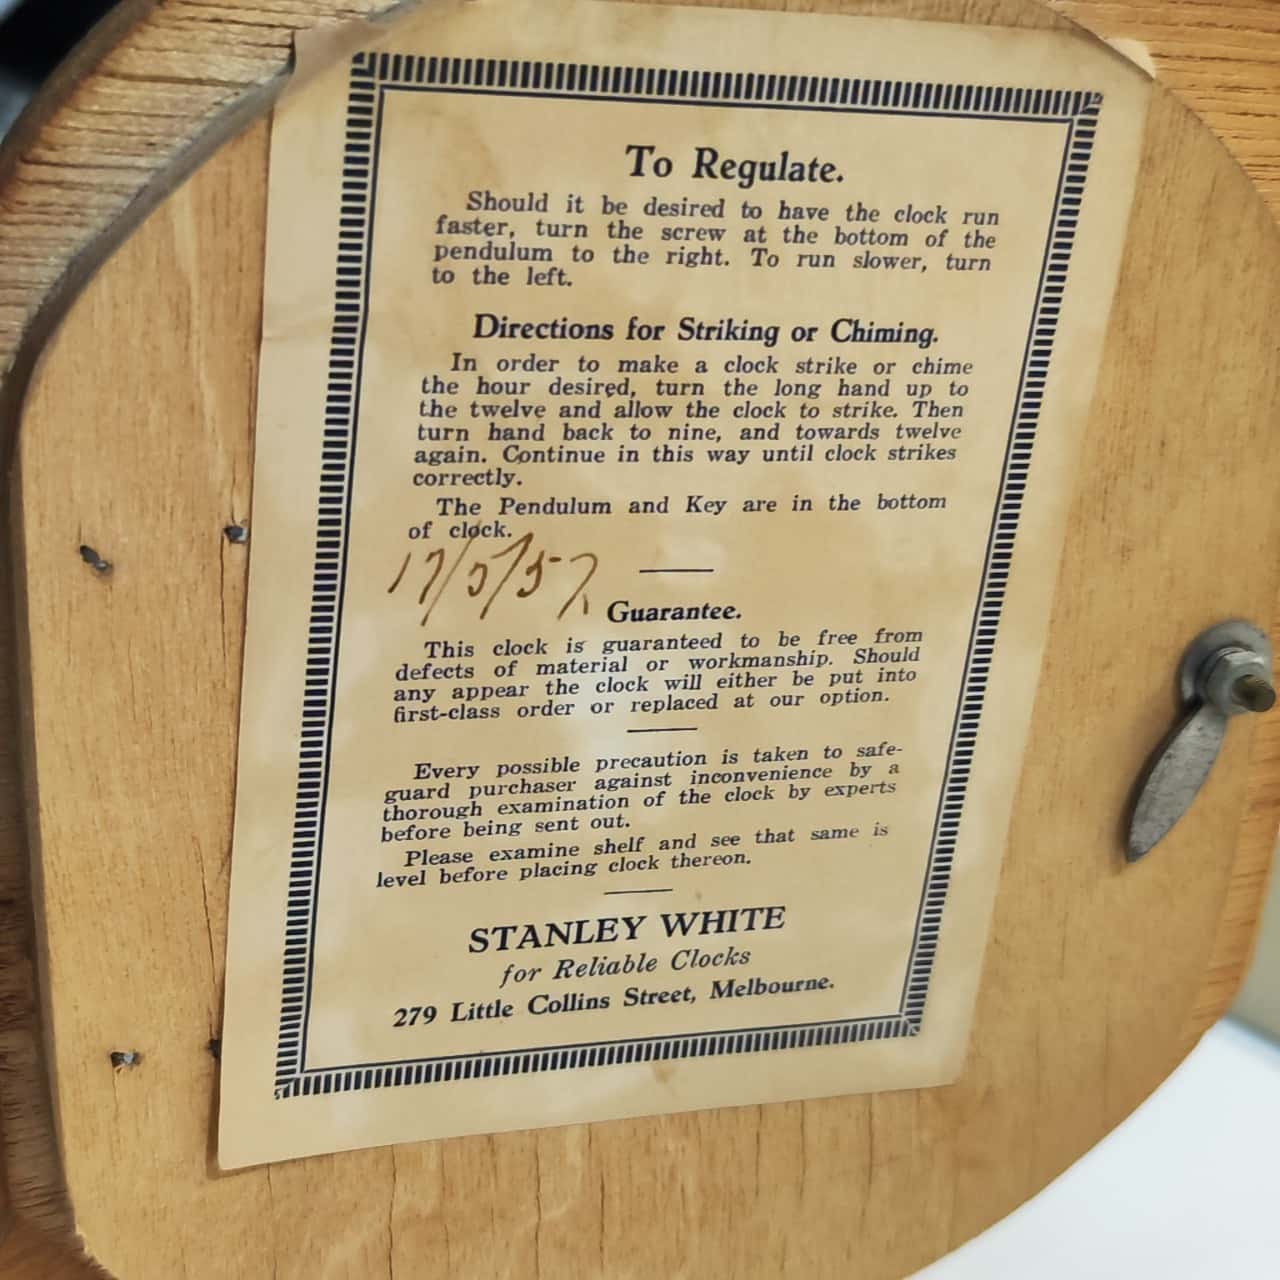 To Regulate.
Should it be desired to have the clock run
faster, turn the screw at the bottom of the
pendulum to the right. To run slower, turn
to the left.
Directions for Striking or Chiming.
In order to make a clock strike or chime
the hour desired, turn the long hand up to
the twelve and allow the clock to strike. Then
turn hand back to nine, and towards twelve
again. Continue in this way until clock strikes
correctly.
The Pendulum and Key are in the bottom
of clock.
17/5/57
Guarantee.
This clock is guaranteed to be free from
defects of material or workmanship. Should
any appear the clock will either be put into
first-class order or replaced at our option.
Every possible precaution is taken to safe-
guard purchaser against inconvenience by a
thorough examination of the clock by experts
before being sent out.
Please examine shelf and see that same is
level before placing clock thereon.
STANLEY WHITE
for Reliable Clocks
279 Little Collins Street, Melbourne.